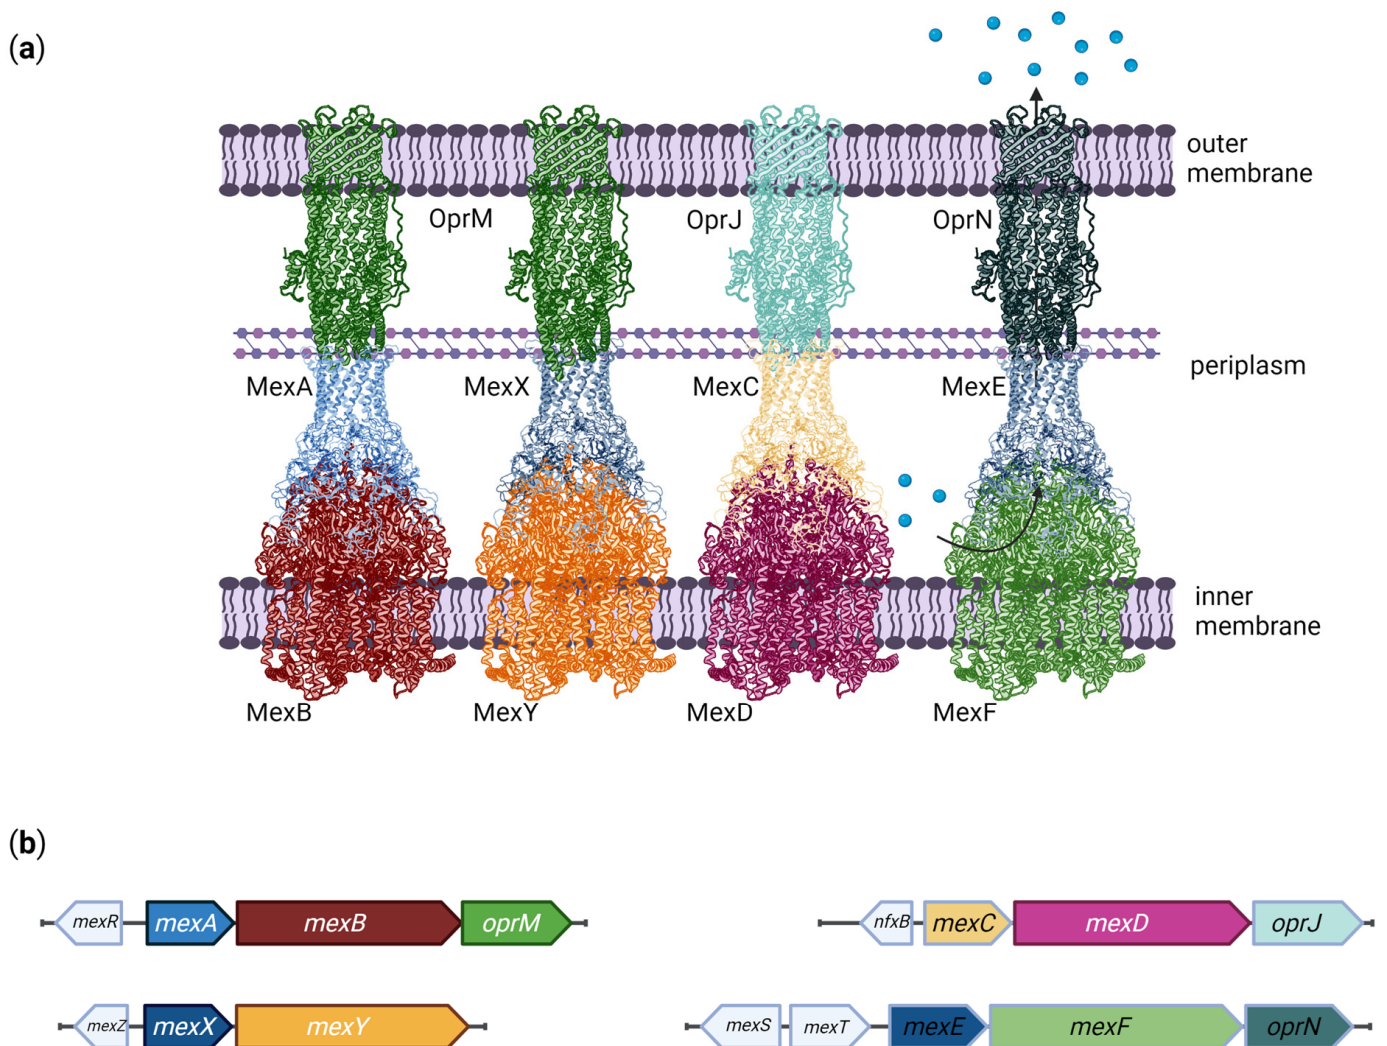 (a)
outer
membrane
OprM
OprJ
OprN
MexA
MexX
MexC
MexE
periplasm
inner
membrane
MexB
MexY
MexD
MexF
(b)
mexR mexA mexB oprM
nfxB mexC mexD oprJ
mexZ mexX mexY
mexS mexT mexE mexF oprN